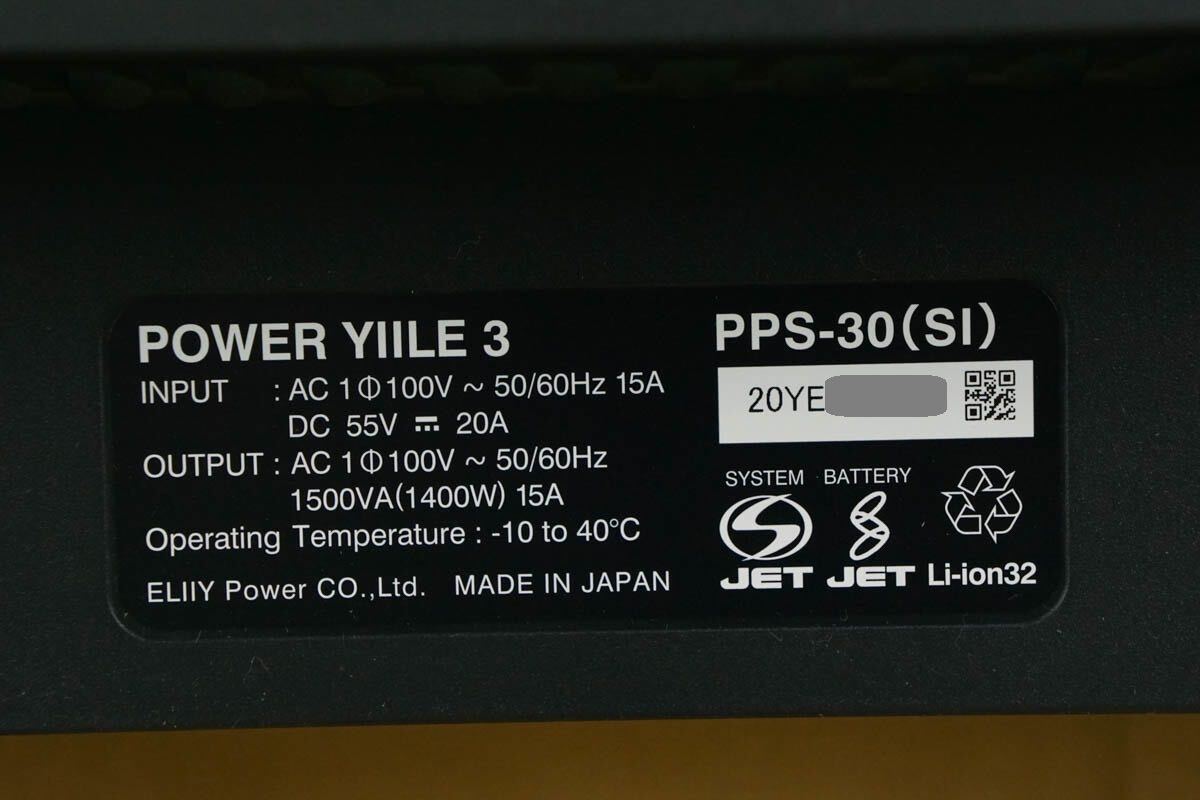 POWER YIILE 3
INPUT : AC 1Φ100V ~ 50/60Hz 15A
DC 55V ⎓ 20A
OUTPUT : AC 1Φ100V ~ 50/60Hz
1500VA(1400W) 15A
Operating Temperature : -10 to 40°C
ELIIY Power CO.,Ltd. MADE IN JAPAN
PPS-30(SI)
20YE
SYSTEM BATTERY
JET JET Li-ion32